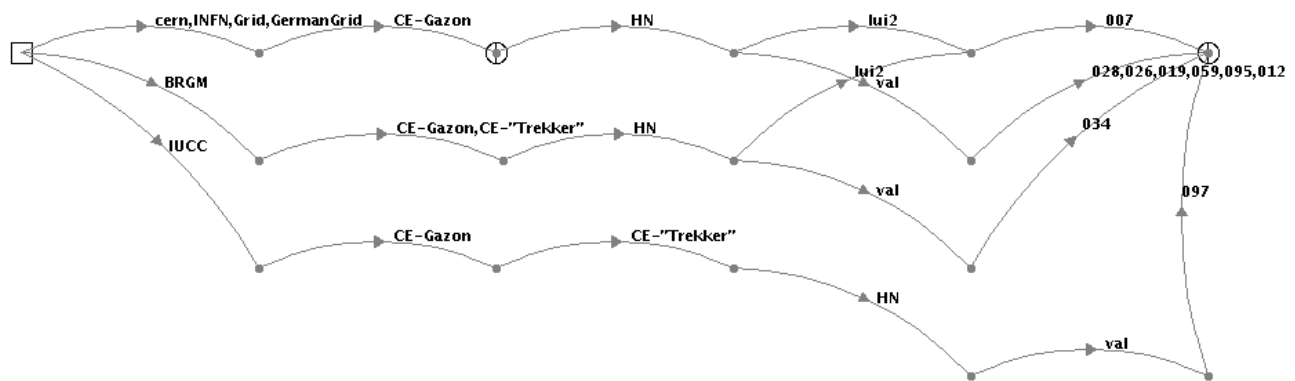 cern,INFN,Grid,GermanGrid
CE-Gazon
HN
lui2
007
BRGM
lui2
val
028,026,019,059,095,012
IUCC
CE-Gazon,CE-"Trekker"
HN
034
val
097
CE-Gazon
CE-"Trekker"
HN
val